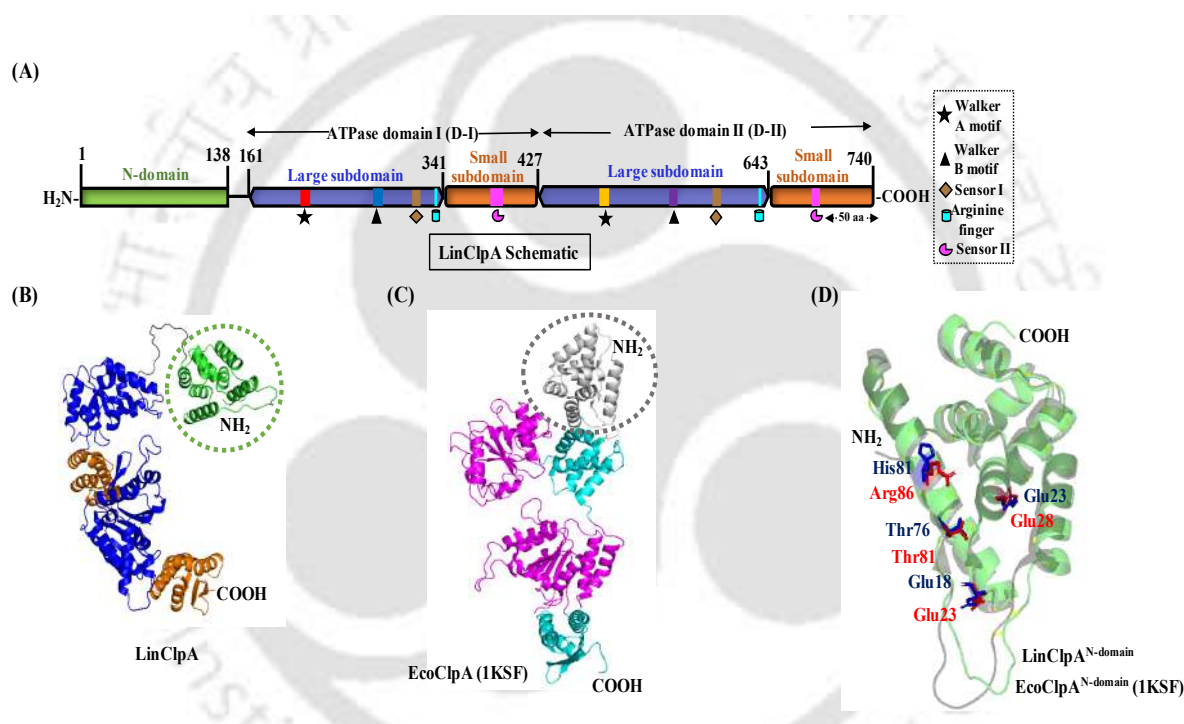 (A)
ATPase domain I (D-I)
ATPase domain II (D-II)
1
138
161
341
427
643
740
N-domain
Large subdomain
Small
subdomain
Large subdomain
Small
subdomain
H₂N-
-COOH
50 aa
LinClpA Schematic
Walker
A motif
Walker
B motif
Sensor I
Arginine
finger
Sensor II
(B)
NH₂
COOH
LinClpA
(C)
NH₂
EcoClpA (1KSF)
COOH
(D)
COOH
NH₂
His81
Arg86
Glu23
Glu28
Thr76
Thr81
Glu18
Glu23
LinClpA^N-domain
EcoClpA^N-domain (1KSF)